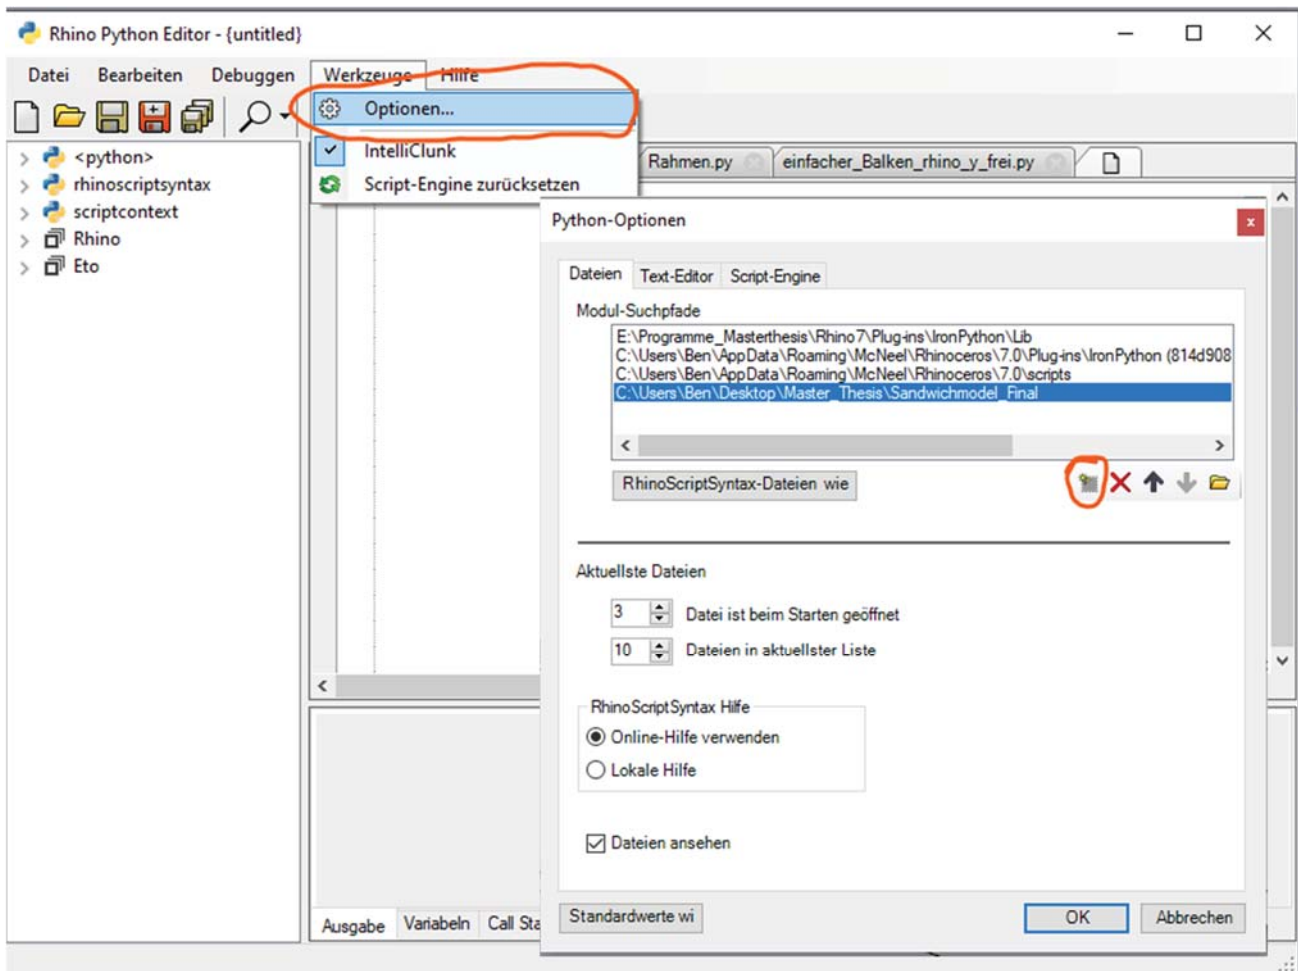 Rhino Python Editor - {untitled}
Datei Bearbeiten Debuggen Werkzeuge Hilfe
Optionen...
IntelliClunk
Script-Engine zurücksetzen
<python>
rhinoscriptsyntax
scriptcontext
Rhino
Eto
Rahmen.py einfacher_Balken_rhino_y_frei.py
Python-Optionen
Dateien Text-Editor Script-Engine
Modul-Suchpfade
E:\Programme_Masterthesis\Rhino7\Plug-ins\IronPython\Lib
C:\Users\Ben\AppData\Roaming\McNeel\Rhinoceros\7.0\Plug-ins\IronPython (814d908
C:\Users\Ben\AppData\Roaming\McNeel\Rhinoceros\7.0\scripts
C:\Users\Ben\Desktop\Master_Thesis\Sandwichmodel_Final
RhinoScriptSyntax-Dateien wie
Aktuellste Dateien
3 Datei ist beim Starten geöffnet
10 Dateien in aktuellster Liste
RhinoScriptSyntax Hilfe
Online-Hilfe verwenden
Lokale Hilfe
Dateien ansehen
Standardwerte wi OK Abbrechen
Ausgabe Variabeln Call Sta